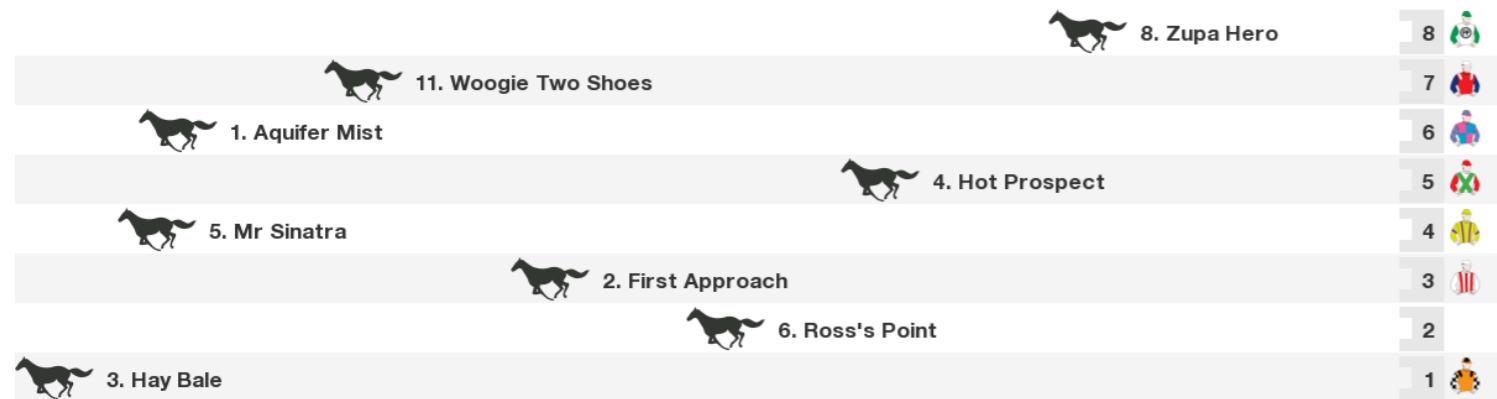 8. Zupa Hero 8
11. Woogie Two Shoes 7
1. Aquifer Mist 6
4. Hot Prospect 5
5. Mr Sinatra 4
2. First Approach 3
6. Ross's Point 2
3. Hay Bale 1